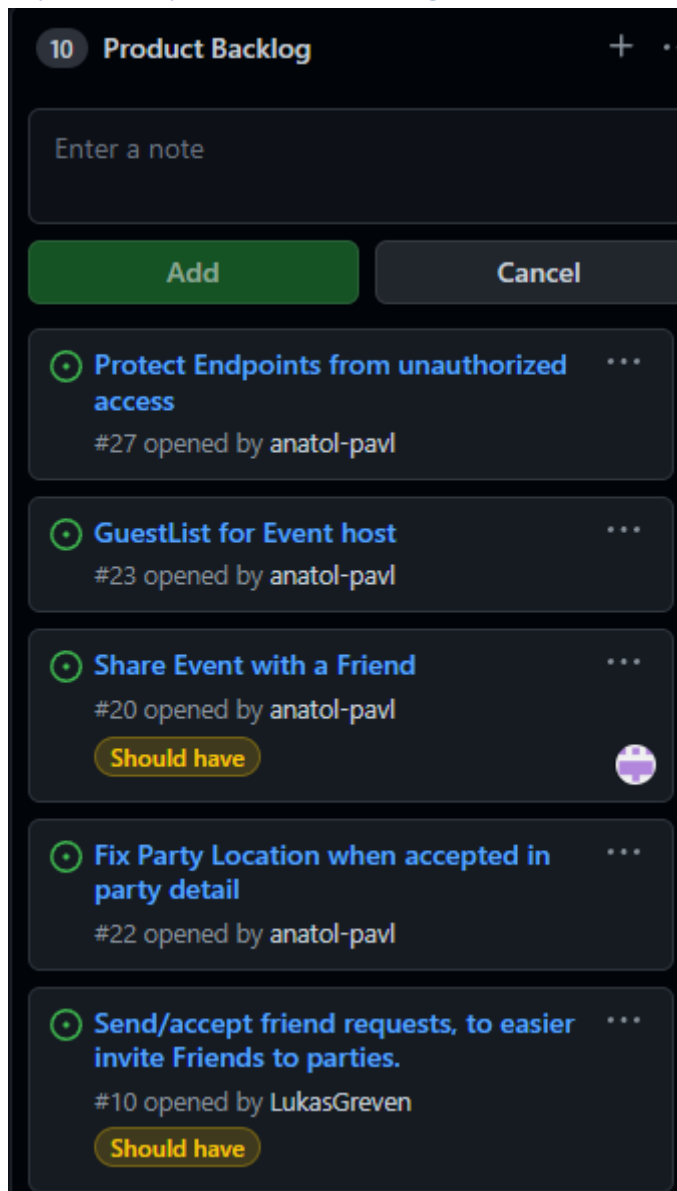 10 Product Backlog
Enter a note
Add Cancel
Protect Endpoints from unauthorized
access
#27 opened by anatol-pavl
GuestList for Event host
#23 opened by anatol-pavl
Share Event with a Friend
#20 opened by anatol-pavl
Should have
Fix Party Location when accepted in
party detail
#22 opened by anatol-pavl
Send/accept friend requests, to easier
invite Friends to parties.
#10 opened by LukasGreven
Should have